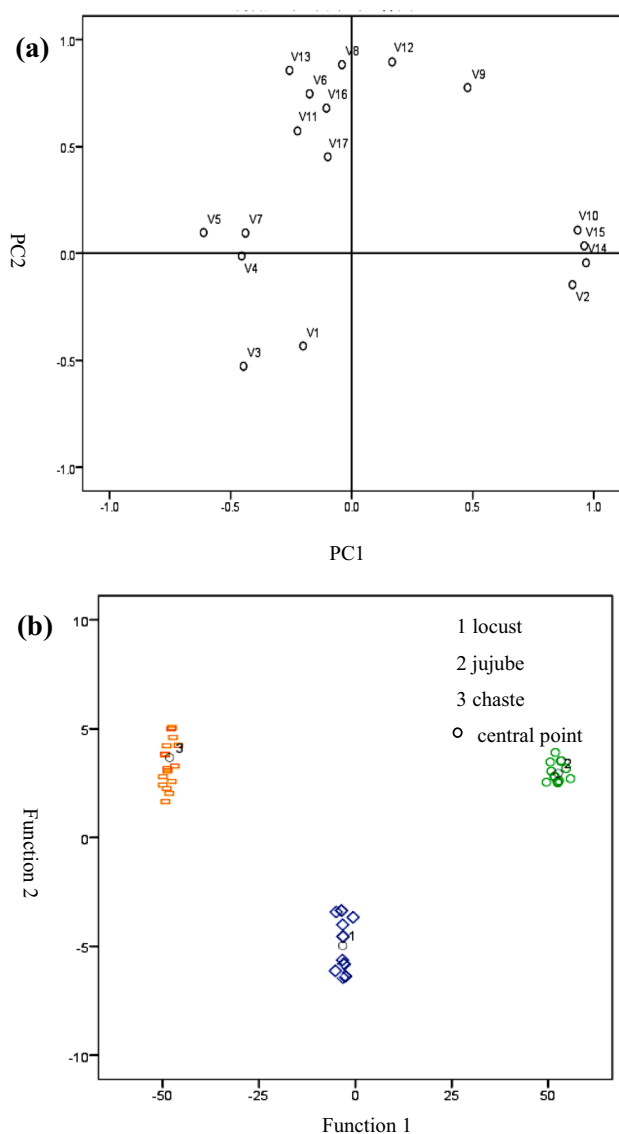 (a)
1.0
0.5
0.0
-0.5
-1.0
V13
V8
V12
V6
V16
V9
V11
V17
V5
V7
V10
V15
V14
V4
V2
V1
V3
-1.0
-0.5
0.0
0.5
1.0
PC2
PC1
(b)
1 locust
2 jujube
3 chaste
central point
10
5
0
-5
-10
3
2
1
-50
-25
0
25
50
Function 2
Function 1